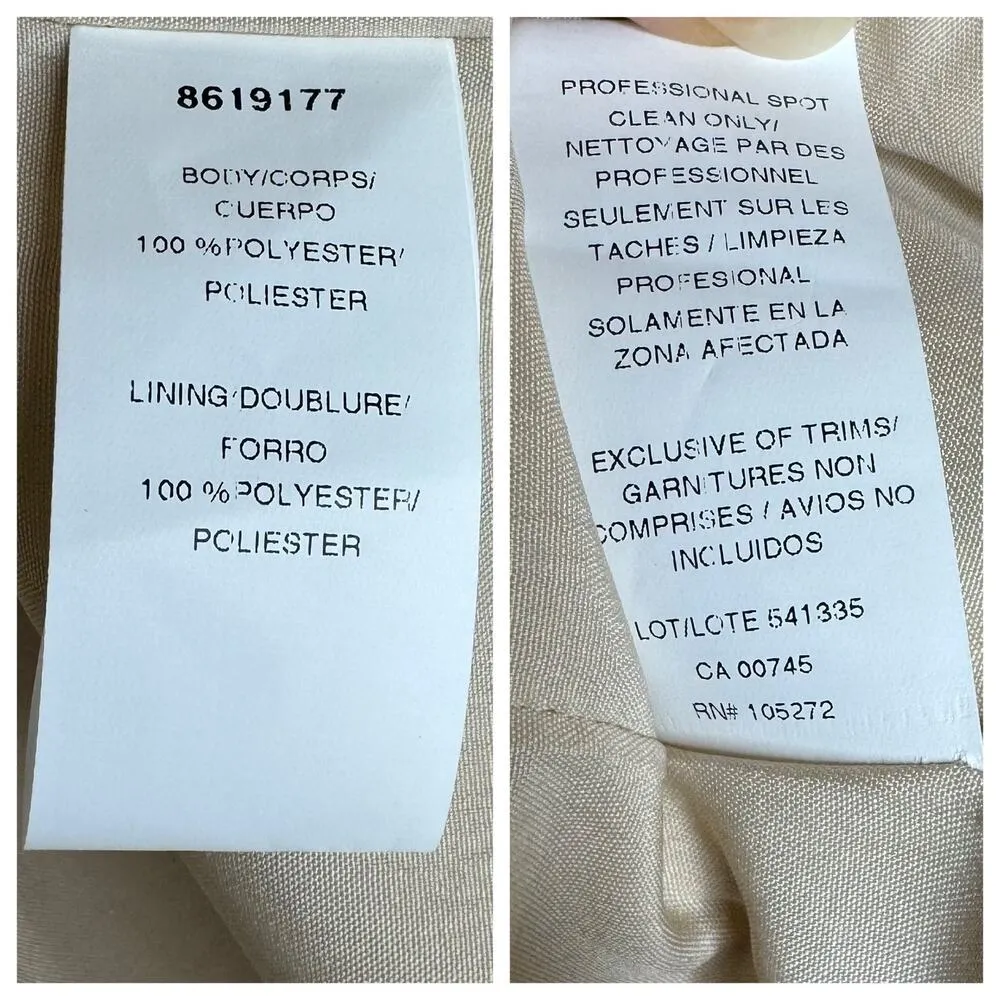 8619177
BODY/CORPS/
CUERPO
100 %POLYESTER/
POLIESTER
LINING/DOUBLURE/
FORRO
100 %POLYESTER/
POLIESTER
PROFESSIONAL SPOT
CLEAN ONLY/
NETTOYAGE PAR DES
PROFESSIONNEL
SEULEMENT SUR LES
TACHES / LIMPIEZA
PROFESIONAL
SOLAMENTE EN LA
ZONA AFECTADA
EXCLUSIVE OF TRIMS/
GARNITURES NON
COMPRISES / AVIOS NO
INCLUIDOS
LOT/LOTE 541335
CA 00745
RN# 105272